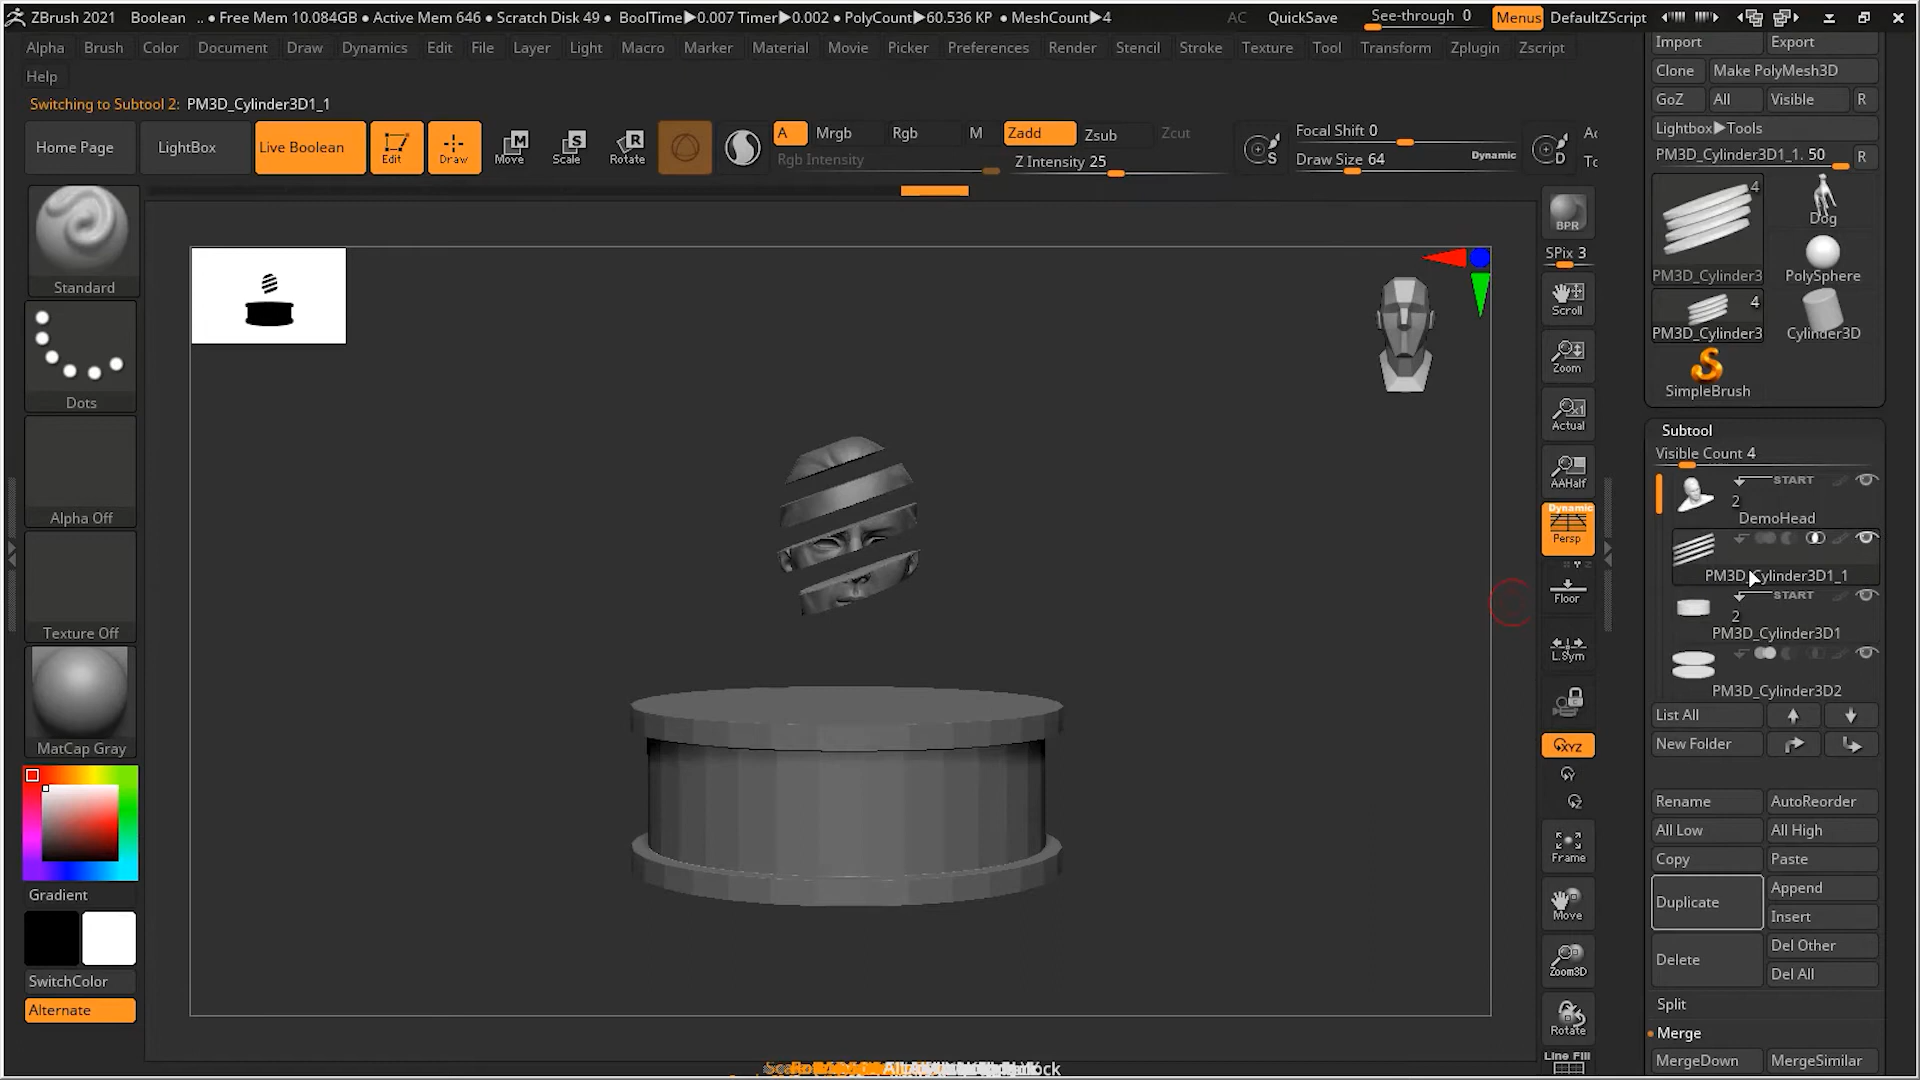 ZBrush 2021 Boolean .. ● Free Mem 10.084GB ● Active Mem 646 ● Scratch Disk 49 ● BoolTime▶0.007 Timer▶0.002 ● PolyCount▶60.536 KP ● MeshCount▶4 AC QuickSave See-through 0 Menus DefaultZScript
Alpha Brush Color Document Draw Dynamics Edit File Layer Light Macro Marker Material Movie Picker Preferences Render Stencil Stroke Texture Tool Transform Zplugin Zscript
Help
Switching to Subtool 2: PM3D_Cylinder3D1_1
Home Page LightBox Live Boolean Edit Draw Move Scale Rotate
A Mrgb Rgb M Zadd Zsub Zcut
Rgb Intensity Z Intensity 25
Focal Shift 0
Draw Size 64 Dynamic
Standard
Dots
Alpha Off
Texture Off
MatCap Gray
Gradient
SwitchColor
Alternate
BPR
SPix 3
Scroll
Zoom
Actual
AAHalf
Dynamic
Persp
Floor
L.Sym
XYZ
Y
Z
Frame
Move
Zoom3D
Rotate
Line Fill
Import Export
Clone Make PolyMesh3D
GoZ All Visible R
Lightbox▶Tools
PM3D_Cylinder3D1_1. 50 R
4
PM3D_Cylinder3
Dog
PolySphere
4
PM3D_Cylinder3
Cylinder3D
SimpleBrush
Subtool
Visible Count 4
START
2
DemoHead
PM3D_Cylinder3D1_1
START
2
PM3D_Cylinder3D1
PM3D_Cylinder3D2
List All
New Folder
Rename AutoReorder
All Low All High
Copy Paste
Duplicate Append
Insert
Delete Del Other
Del All
Split
Merge
MergeDown MergeSimilar